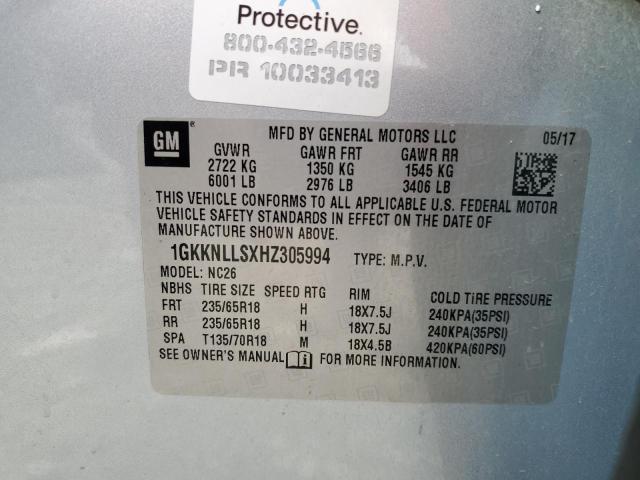 Protective.
800-432-4566
PIR 10033413
GM ® MFD BY GENERAL MOTORS LLC 05/17
GVWR GAWR FRT GAWR RR
2722 KG 1350 KG 1545 KG
6001 LB 2976 LB 3406 LB
THIS VEHICLE CONFORMS TO ALL APPLICABLE U.S. FEDERAL MOTOR
VEHICLE SAFETY STANDARDS IN EFFECT ON THE DATE OF
MANUFACTURE SHOWN ABOVE.
1GKKNLLSXHZ305994 TYPE: M.P.V.
MODEL: NC26
NBHS TIRE SIZE SPEED RTG RIM COLD TiRE PRESSURE
FRT 235/65R18 H 18X7.5J 240KPA(35PSI)
RR 235/65R18 H 18X7.5J 240KPA(35PSI)
SPA T135/70R18 M 18X4.5B 420KPA(60PSI)
SEE OWNER'S MANUAL FOR MORE INFORMATION.